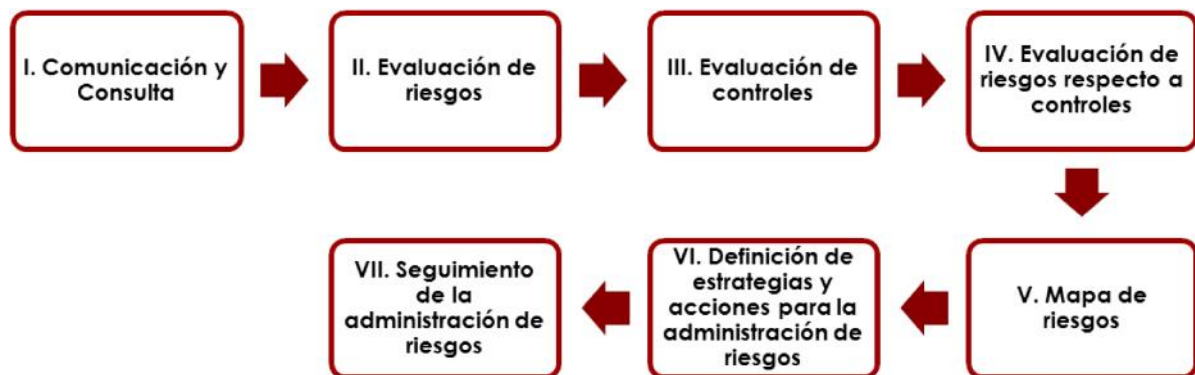 I. Comunicación y
Consulta
II. Evaluación de
riesgos
III. Evaluación de
controles
IV. Evaluación de
riesgos respecto a
controles
V. Mapa de
riesgos
VI. Definición de
estrategias y
acciones para la
administración de
riesgos
VII. Seguimiento
de la
administración de
riesgos